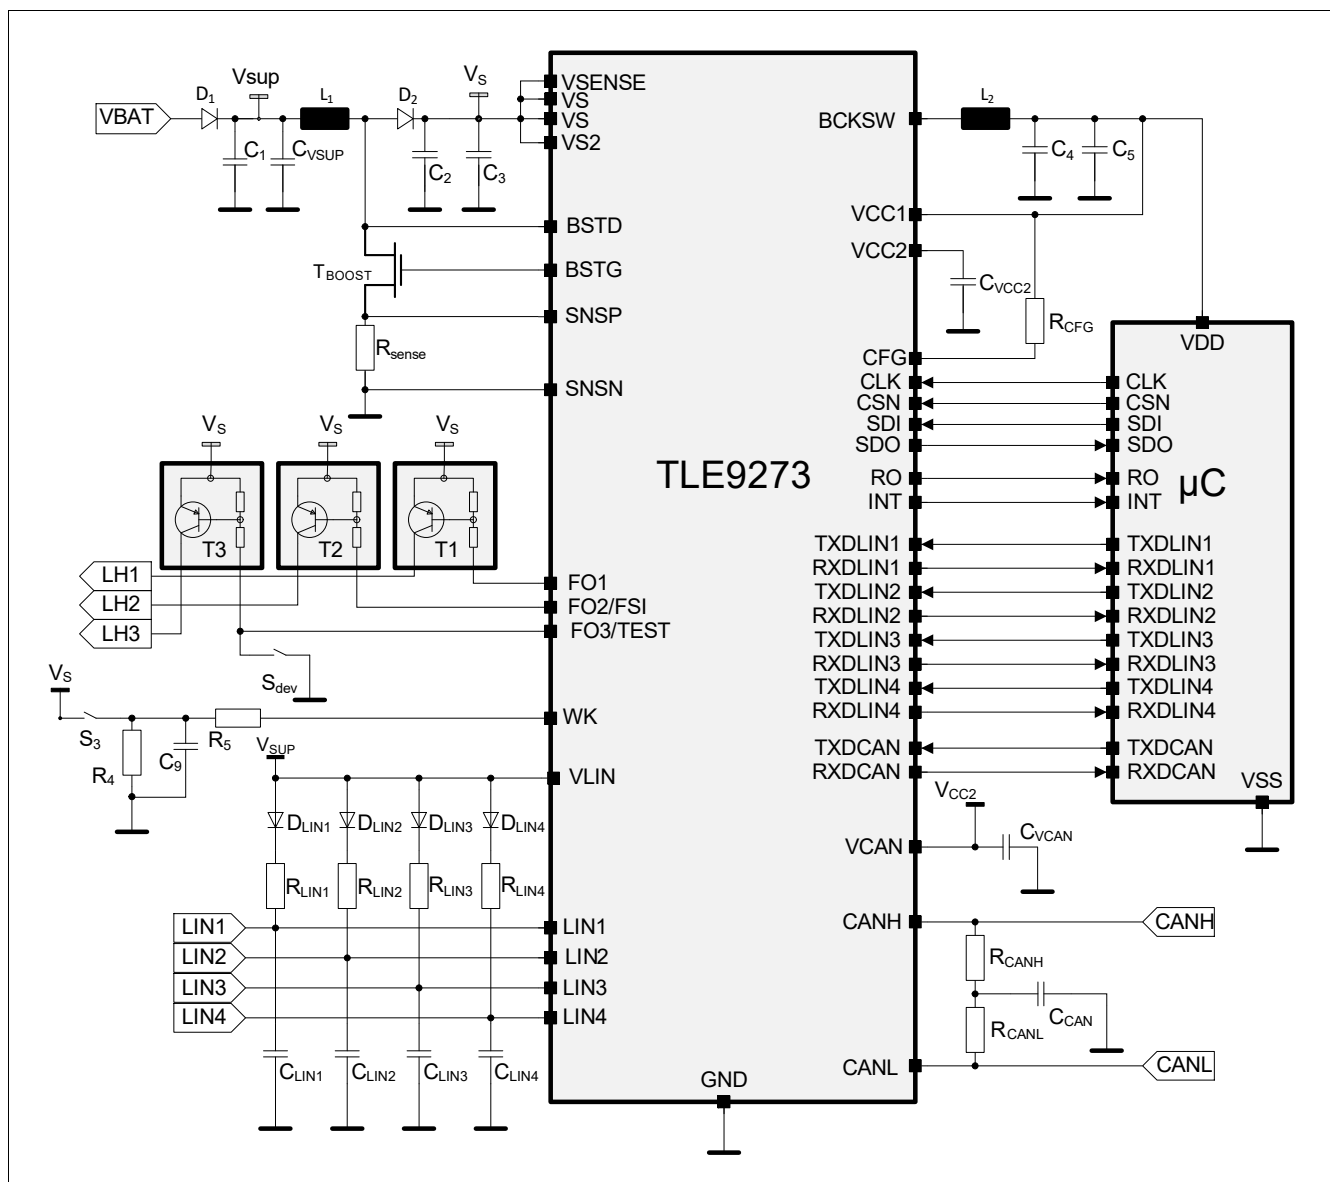 VBAT
D1
Vsup
L1
D2
VS
C1
CVSUP
C2
C3
VSENSE
VS
VS
VS2
BSTD
BSTG
SNSP
SNSN
TBOOST
Rsense
VS
VS
VS
T3
T2
T1
LH1
LH2
LH3
FO1
FO2/FSI
FO3/TEST
Sdev
VS
S3
R4
C9
R5
WK
VSUP
VLIN
DLIN1
DLIN2
DLIN3
DLIN4
RLIN1
RLIN2
RLIN3
RLIN4
LIN1
LIN2
LIN3
LIN4
LIN1
LIN2
LIN3
LIN4
CLIN1
CLIN2
CLIN3
CLIN4
TLE9273
GND
BCKSW
L2
C4
C5
VCC1
VCC2
CVCC2
RCFG
CFG
CLK
CSN
SDI
SDO
RO
INT
TXDLIN1
RXDLIN1
TXDLIN2
RXDLIN2
TXDLIN3
RXDLIN3
TXDLIN4
RXDLIN4
TXDCAN
RXDCAN
VDD
CLK
CSN
SDI
SDO
RO
INT
µC
TXDLIN1
RXDLIN1
TXDLIN2
RXDLIN2
TXDLIN3
RXDLIN3
TXDLIN4
RXDLIN4
TXDCAN
RXDCAN
VSS
VCC2
CVCAN
VCAN
CANH
CANH
RCANH
CCAN
RCANL
CANL
CANL